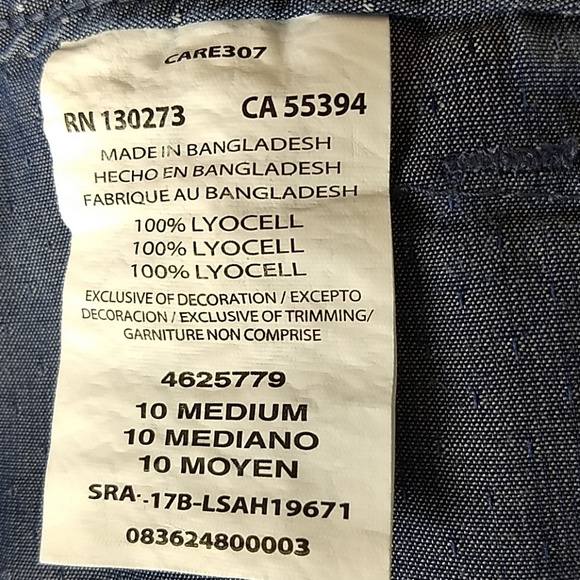 CARE307
RN 130273 CA 55394
MADE IN BANGLADESH
HECHO EN BANGLADESH
FABRIQUE AU BANGLADESH
100% LYOCELL
100% LYOCELL
100% LYOCELL
EXCLUSIVE OF DECORATION / EXCEPTO
DECORACION / EXCLUSIVE OF TRIMMING/
GARNITURE NON COMPRISE
4625779
10 MEDIUM
10 MEDIANO
10 MOYEN
SRA-.17B-LSAH19671
083624800003